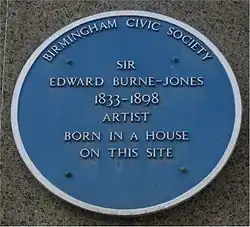 BIRMINGHAM CIVIC SOCIETY
SIR
EDWARD BURNE-JONES
1833-1898
ARTIST
BORN IN A HOUSE
ON THIS SITE